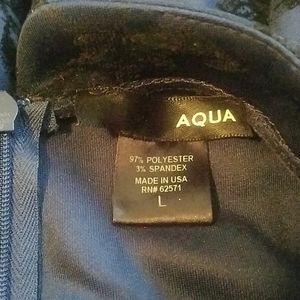 AQUA
97% POLYESTER
3% SPANDEX
MADE IN USA
RN# 62571
L